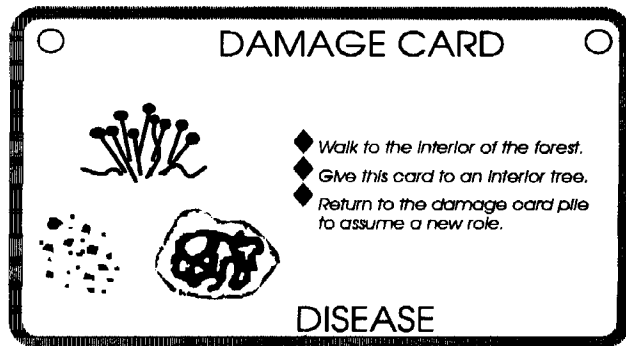 DAMAGE CARD
Walk to the interior of the forest.
Give this card to an interior tree.
Return to the damage card pile
to assume a new role.
DISEASE